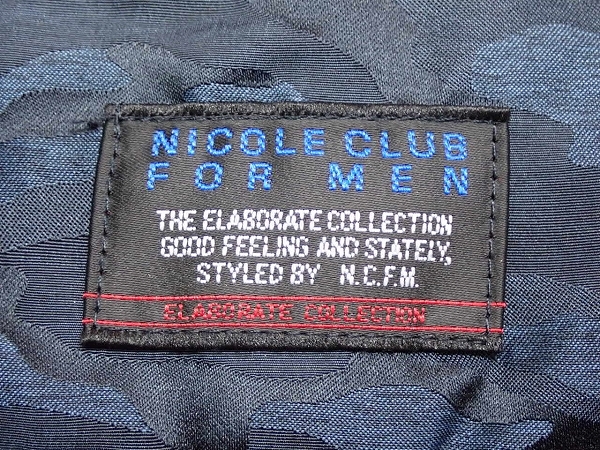 NICOLE CLUB
FOR MEN
THE ELABORATE COLLECTION
GOOD FEELING AND STATELY,
STYLED BY N.C.F.M.
ELABORATE COLLECTION